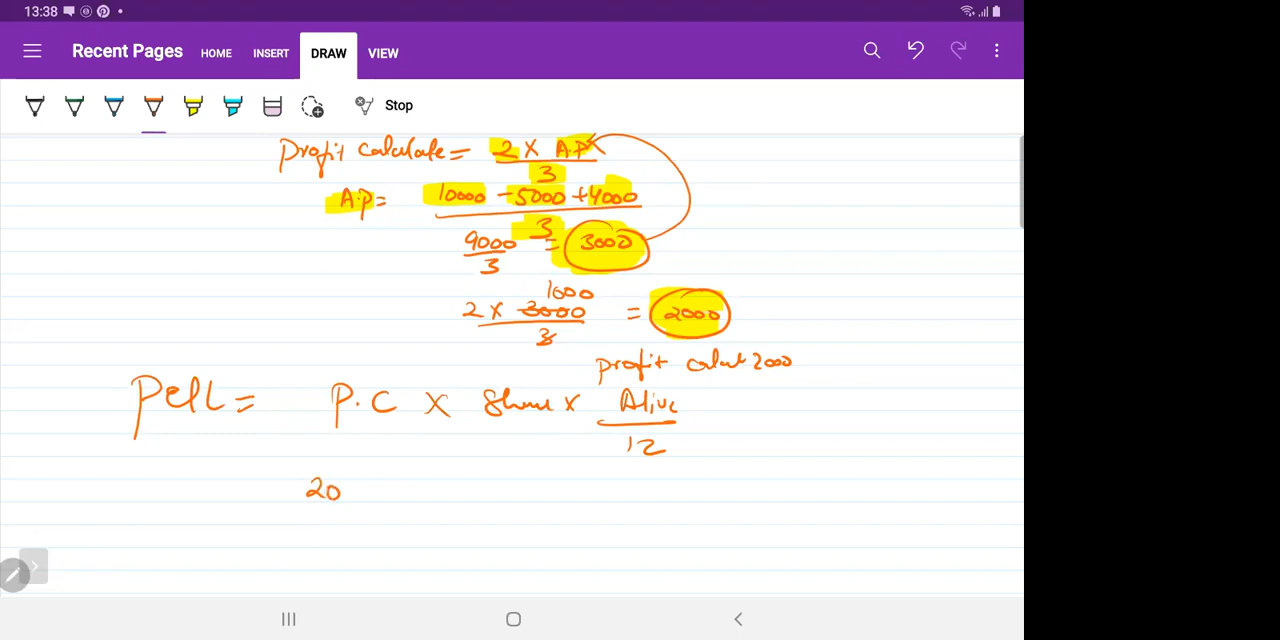 13:38
Recent Pages HOME INSERT DRAW VIEW
Stop
Profit Calculate = 2 X A.P
3
A.P = 10000 - 5000 + 4000
3
9000 = 3000
3
1000
2 x 3000 = 2000
3
profit calcul 2000
P.C X Share x Alive
12
20